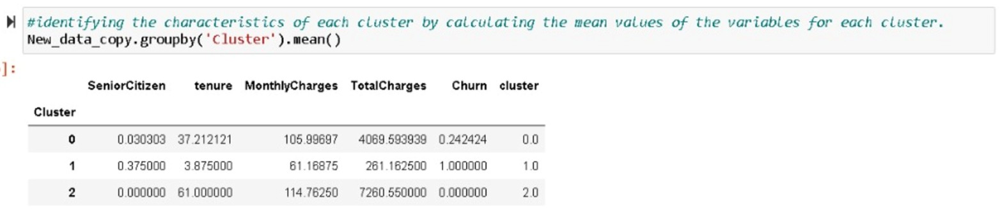 #identifying the characteristics of each cluster by calculating the mean values of the variables for each cluster.
New_data_copy.groupby('Cluster').mean()
]:
SeniorCitizen tenure MonthlyCharges TotalCharges Churn cluster
Cluster
0 0.030303 37.212121 105.99697 4069.593939 0.242424 0.0
1 0.375000 3.875000 61.16875 261.162500 1.000000 1.0
2 0.000000 61.000000 114.76250 7260.550000 0.000000 2.0